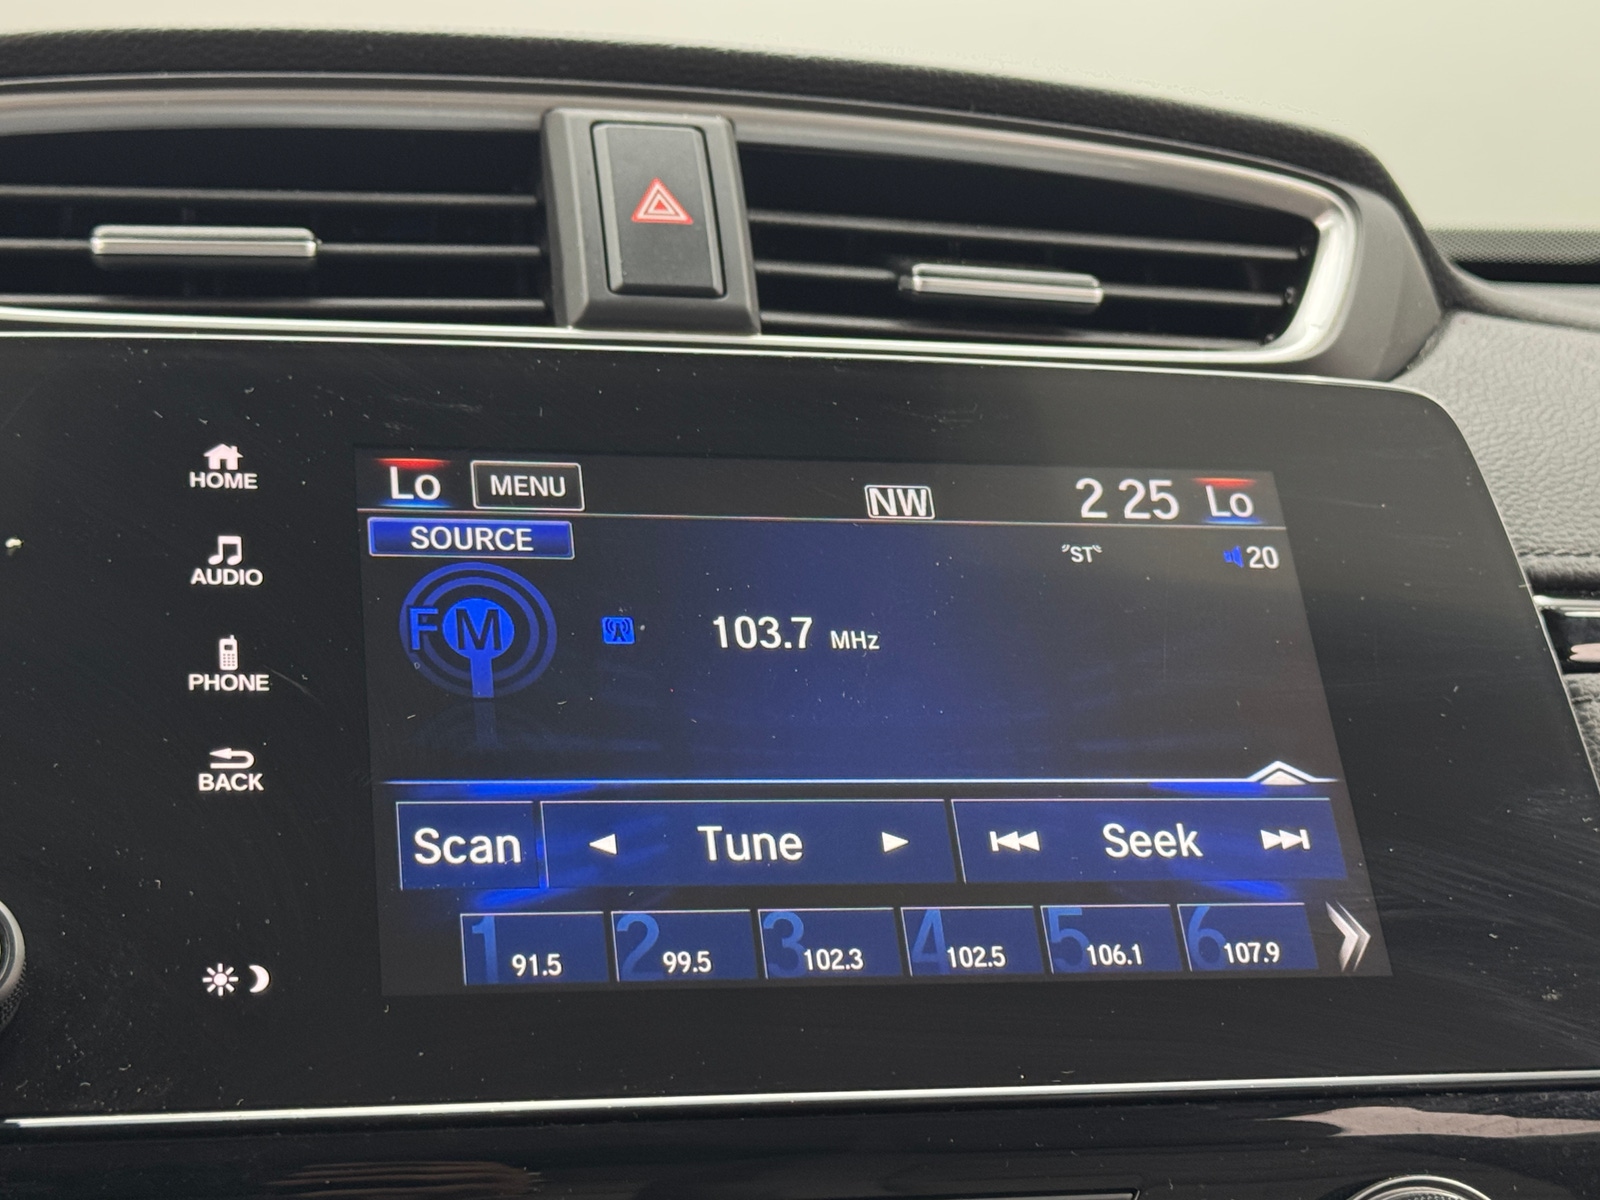 HOME
AUDIO
PHONE
BACK
Lo MENU NW 2 25 Lo
SOURCE
"ST" 20
FM
103.7 MHz
Scan Tune Seek
1 91.5 2 99.5 3 102.3 4 102.5 5 106.1 6 107.9